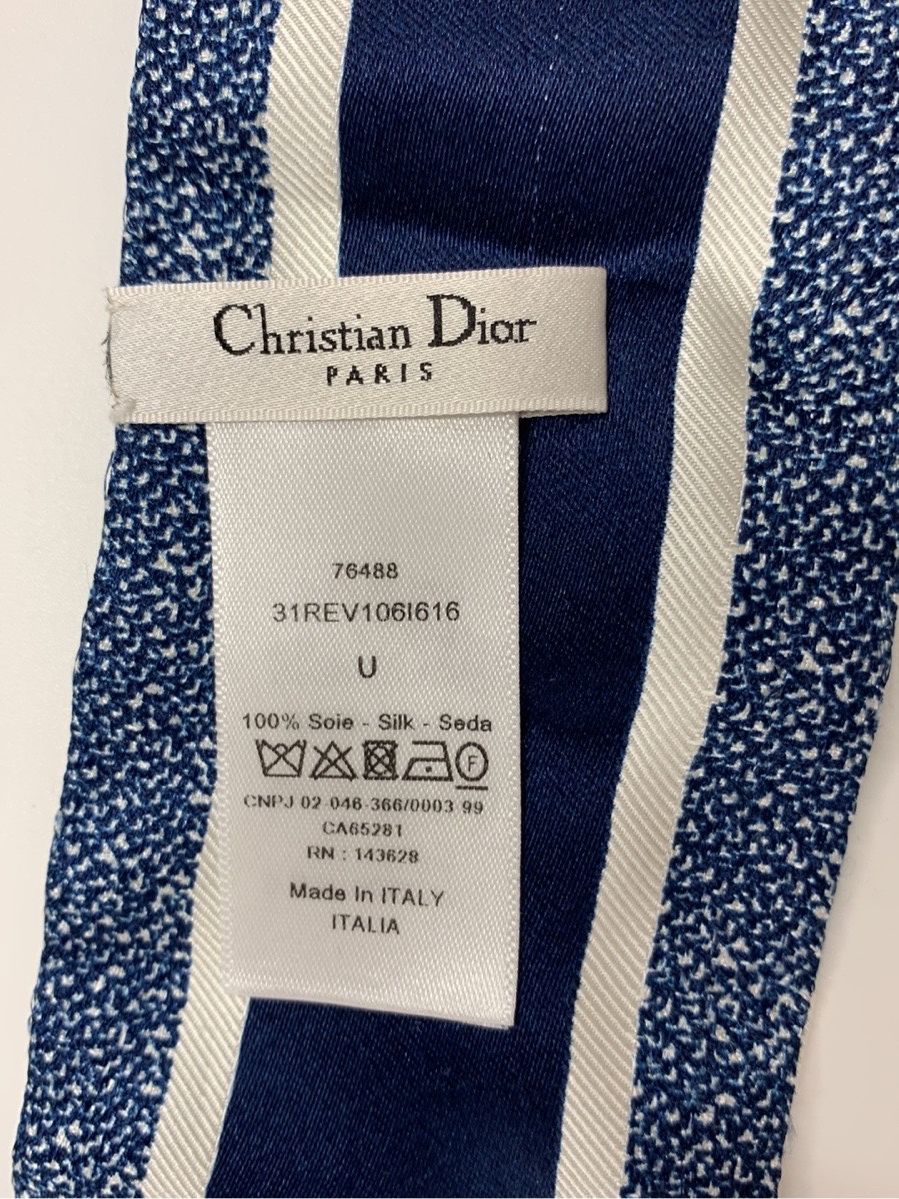 Christian Dior
PARIS
76488
31REV106I616
U
100% Soie - Silk - Seda
F
CNPJ 02-046-366/0003 99
CA65281
RN : 143628
Made In ITALY
ITALIA